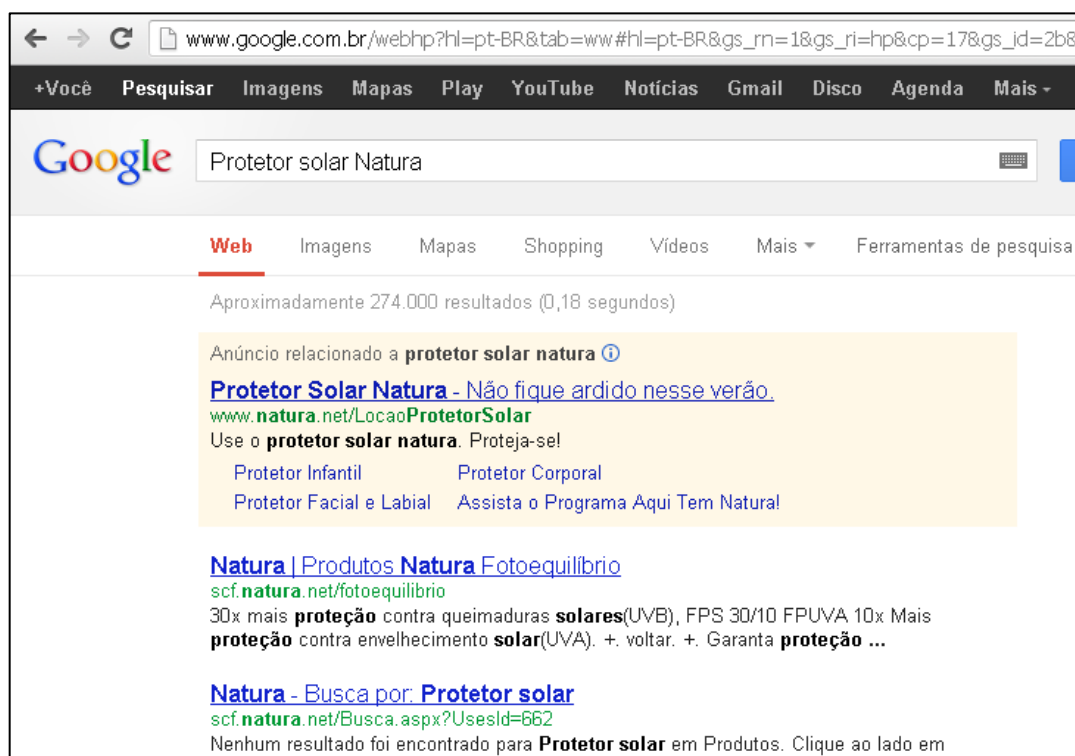 www.google.com.br/webhp?hl=pt-BR&tab=ww#hl=pt-BR&gs_rn=1&gs_ri=hp&cp=17&gs_id=2b&
+Você Pesquisar Imagens Mapas Play YouTube Notícias Gmail Disco Agenda Mais
Google Protetor solar Natura
Web Imagens Mapas Shopping Vídeos Mais Ferramentas de pesquisa
Aproximadamente 274.000 resultados (0,18 segundos)
Anúncio relacionado a protetor solar natura
Protetor Solar Natura - Não fique ardido nesse verão.
www.natura.net/LocaoProtetorSolar
Use o protetor solar natura. Proteja-se!
Protetor Infantil Protetor Corporal
Protetor Facial e Labial Assista o Programa Aqui Tem Natura!
Natura | Produtos Natura Fotoequilíbrio
scf.natura.net/fotoequilibrio
30x mais proteção contra queimaduras solares(UVB), FPS 30/10 FPUVA 10x Mais
proteção contra envelhecimento solar(UVA). +. voltar. +. Garanta proteção ...
Natura - Busca por: Protetor solar
scf.natura.net/Busca.aspx?UsesId=662
Nenhum resultado foi encontrado para Protetor solar em Produtos. Clique ao lado em